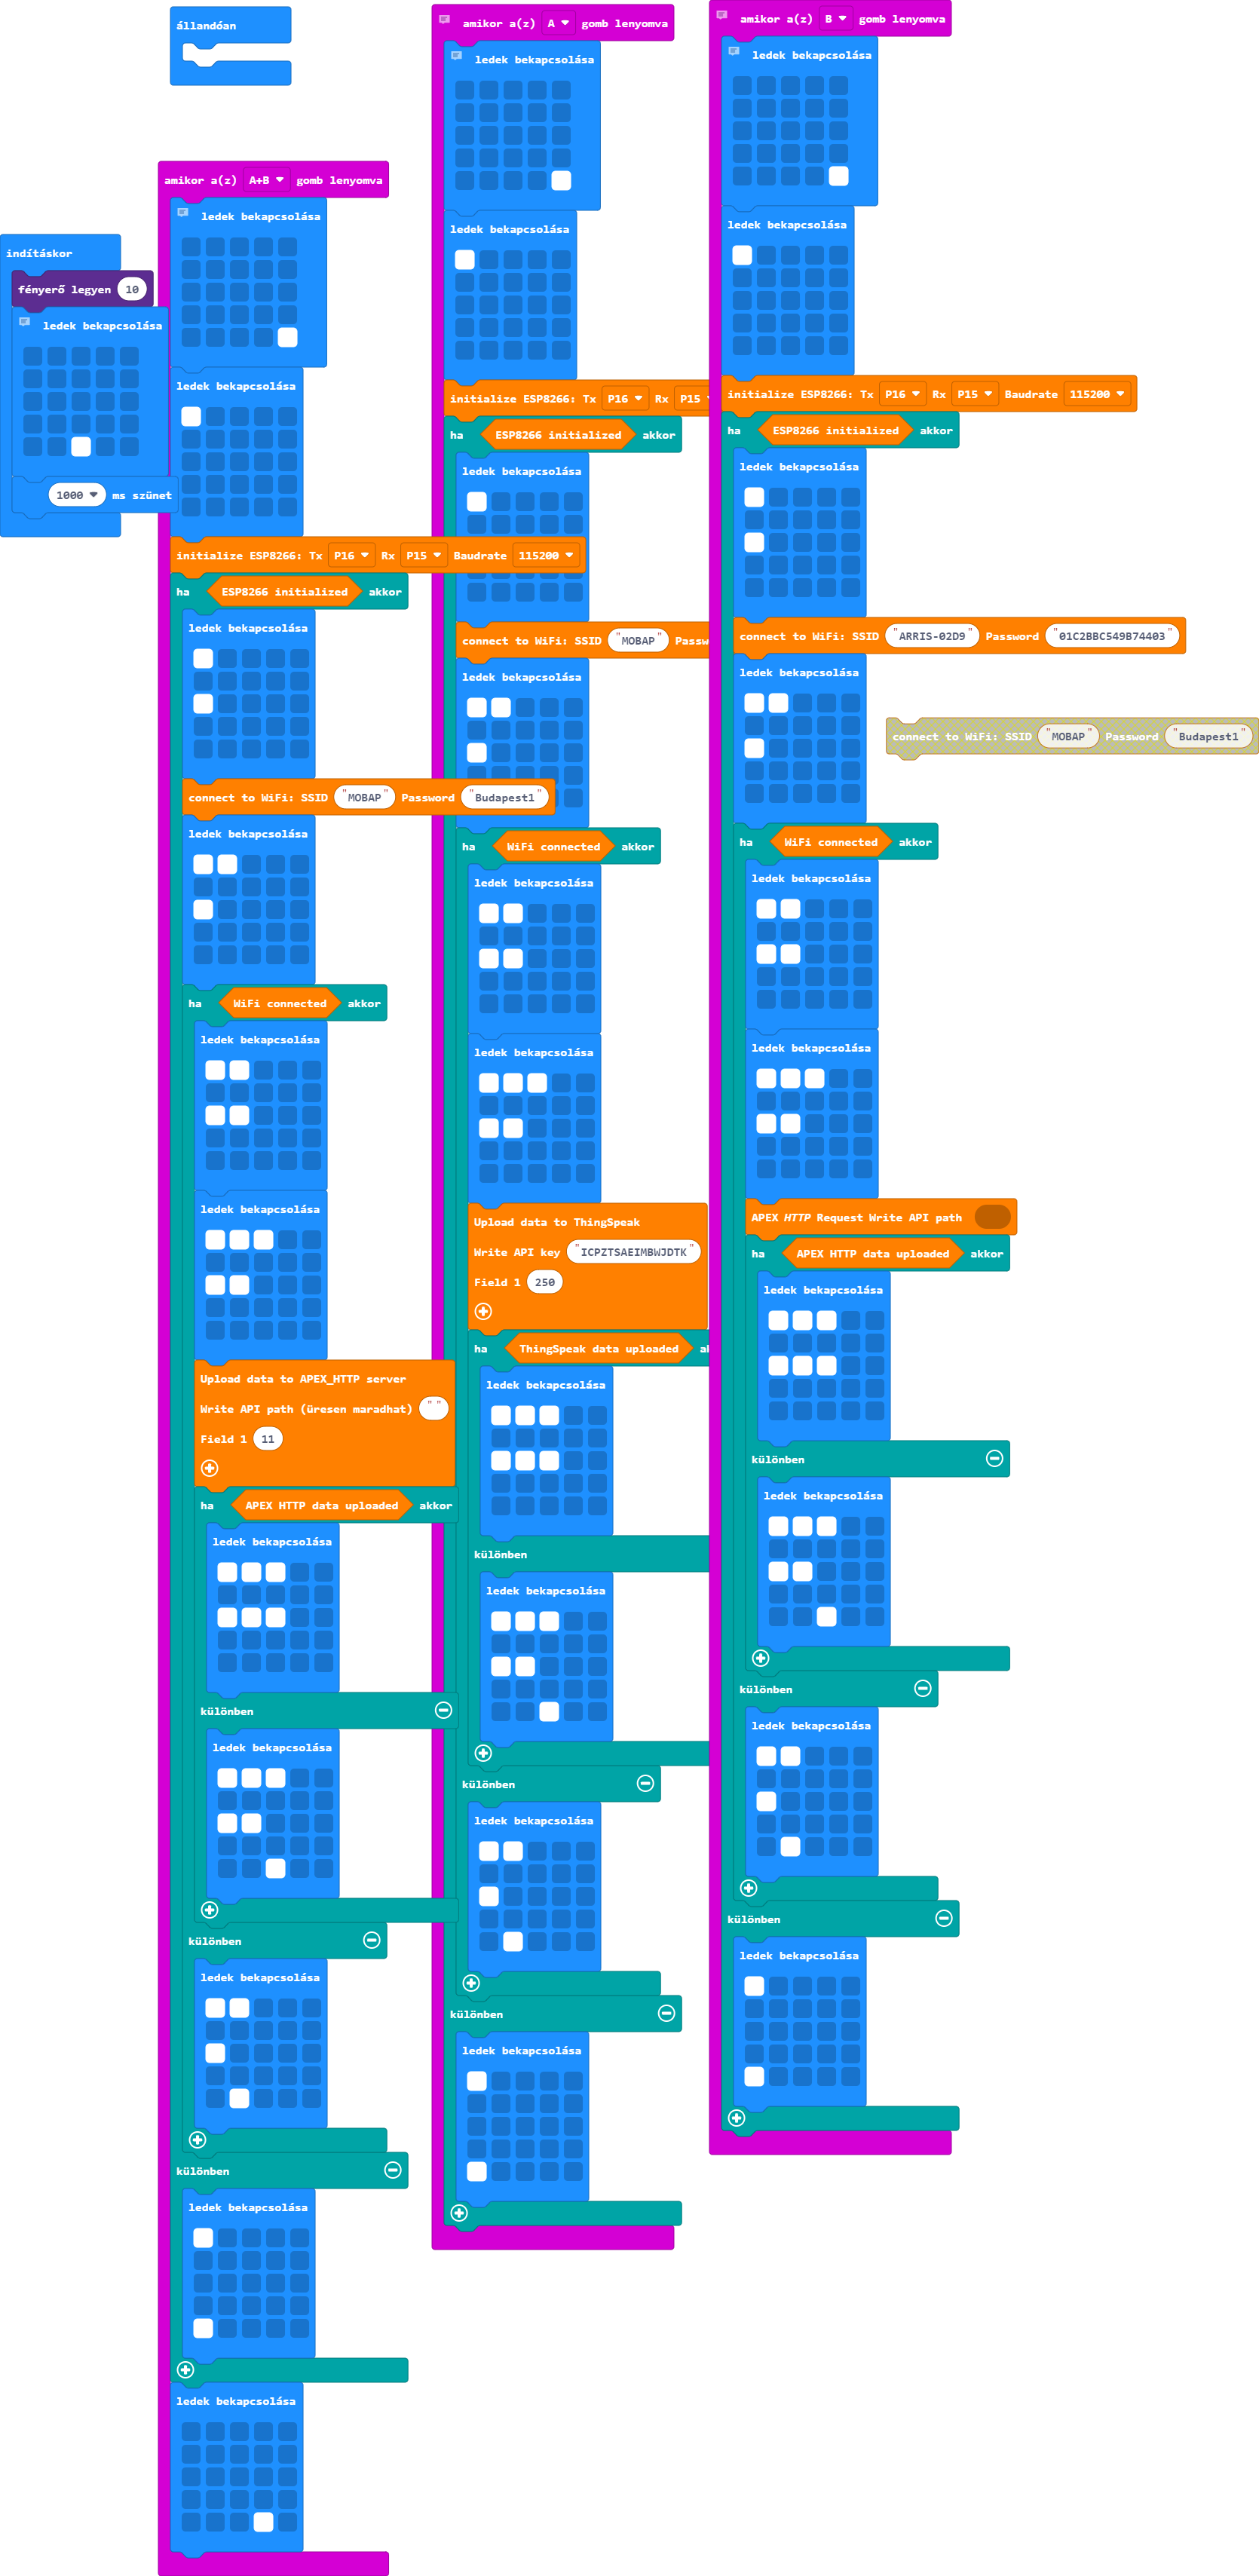 állandóan
indításkor
fényerő legyen 10
ledek bekapcsolása
1000 ms szünet
amikor a(z) A+B gomb lenyomva
ledek bekapcsolása
ledek bekapcsolása
initialize ESP8266: Tx P16 Rx P15 Baudrate 115200
ha ESP8266 initialized akkor
ledek bekapcsolása
connect to WiFi: SSID "MOBAP" Password "Budapest1"
ledek bekapcsolása
ha WiFi connected akkor
ledek bekapcsolása
ledek bekapcsolása
Upload data to APEX_HTTP server
Write API path (üresen maradhat) " "
Field 1 11
ha APEX HTTP data uploaded akkor
ledek bekapcsolása
különben
ledek bekapcsolása
különben
ledek bekapcsolása
különben
ledek bekapcsolása
ledek bekapcsolása
amikor a(z) A gomb lenyomva
ledek bekapcsolása
ledek bekapcsolása
initialize ESP8266: Tx P16 Rx P15
ha ESP8266 initialized akkor
ledek bekapcsolása
connect to WiFi: SSID "MOBAP" Passw
ledek bekapcsolása
ha WiFi connected akkor
ledek bekapcsolása
ledek bekapcsolása
Upload data to ThingSpeak
Write API key "ICPZTSAEIMBWJDTK"
Field 1 250
ha ThingSpeak data uploaded ak
ledek bekapcsolása
különben
ledek bekapcsolása
különben
ledek bekapcsolása
különben
ledek bekapcsolása
amikor a(z) B gomb lenyomva
ledek bekapcsolása
ledek bekapcsolása
initialize ESP8266: Tx P16 Rx P15 Baudrate 115200
ha ESP8266 initialized akkor
ledek bekapcsolása
connect to WiFi: SSID "ARRIS-02D9" Password "01C2BBC549B74403"
ledek bekapcsolása
connect to WiFi: SSID "MOBAP" Password "Budapest1"
ha WiFi connected akkor
ledek bekapcsolása
ledek bekapcsolása
APEX HTTP Request Write API path
ha APEX HTTP data uploaded akkor
ledek bekapcsolása
különben
ledek bekapcsolása
különben
ledek bekapcsolása
különben
ledek bekapcsolása